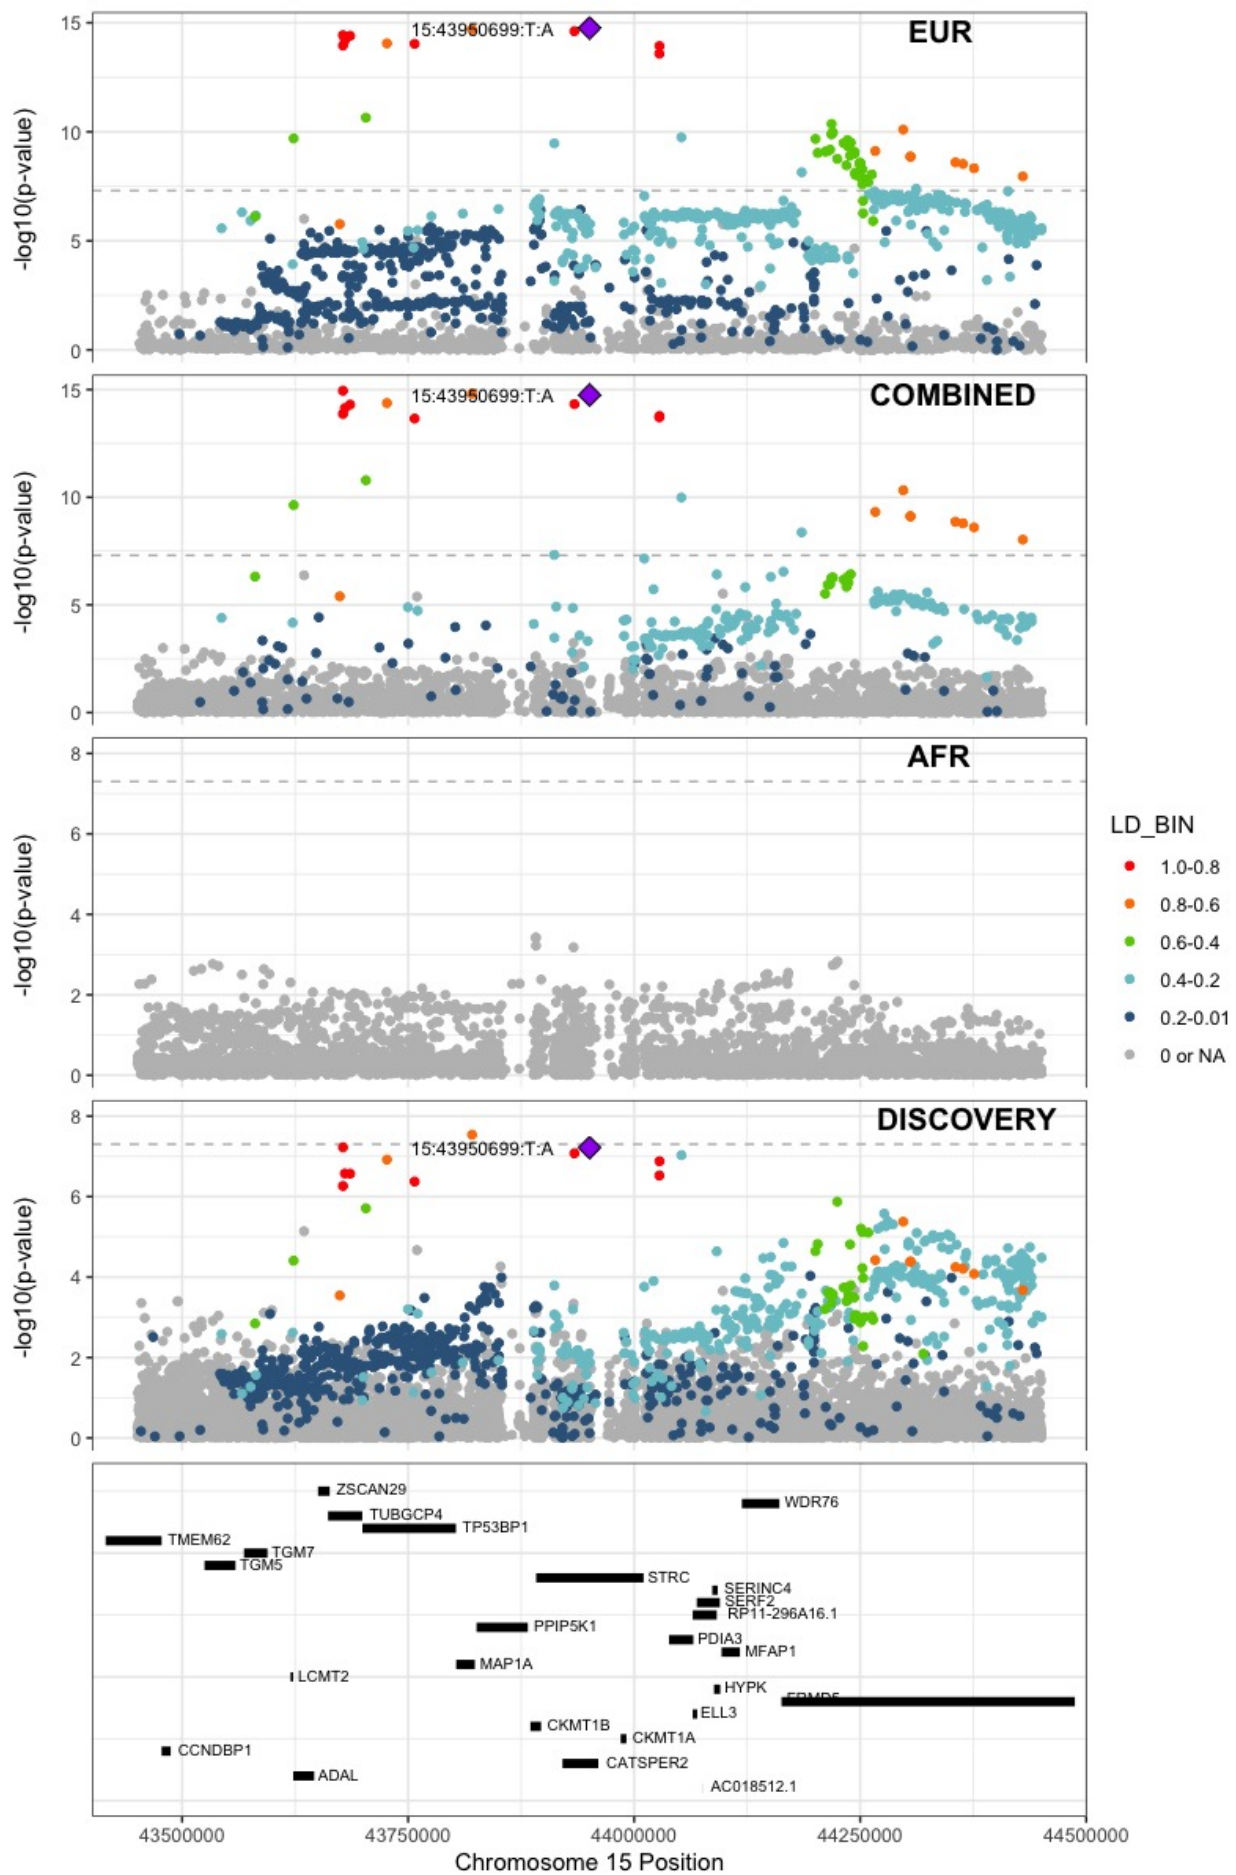 EUR
15
10
5
0
-log10(p-value)
15:43950699:T:A
COMBINED
15
10
5
0
-log10(p-value)
15:43950699:T:A
AFR
8
6
4
2
0
-log10(p-value)
LD_BIN
1.0-0.8
0.8-0.6
0.6-0.4
0.4-0.2
0.2-0.01
0 or NA
DISCOVERY
8
6
4
2
0
-log10(p-value)
15:43950699:T:A
ZSCAN29
WDR76
TUBGCP4
TP53BP1
TMEM62
TGM7
TGM5
STRC
SERINC4
SERF2
RP11-296A16.1
PPIP5K1
PDIA3
MFAP1
MAP1A
LCMT2
HYPK
FRMD5
ELL3
CKMT1B
CKMT1A
CCNDBP1
CATSPER2
ADAL
AC018512.1
43500000 43750000 44000000 44250000 44500000
Chromosome 15 Position